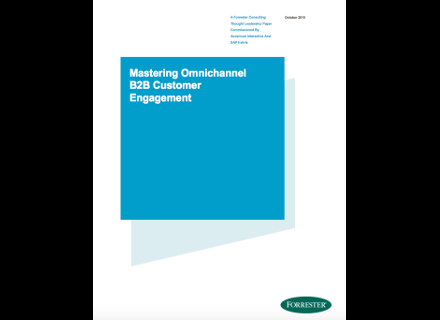 A Forrester Consulting
Thought Leadership Paper
Commissioned By
Accenture Interactive And
SAP Hybris
October 2015
Mastering Omnichannel
B2B Customer
Engagement
FORRESTER